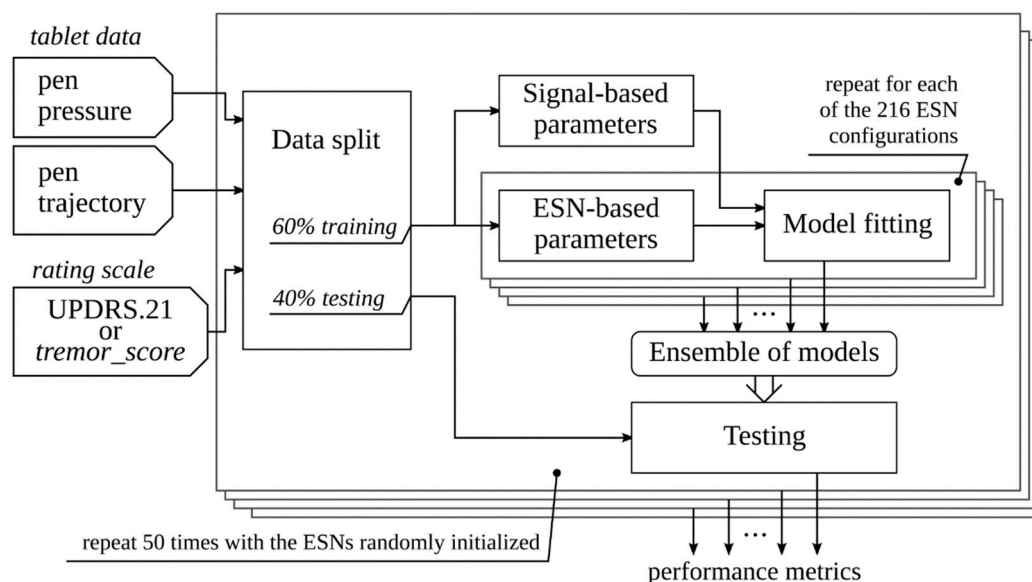 tablet data
pen
pressure
pen
trajectory
rating scale
UPDRS.21
or
tremor_score
Data split
60% training
40% testing
Signal-based
parameters
ESN-based
parameters
repeat for each
of the 216 ESN
configurations
Model fitting
...
Ensemble of models
Testing
repeat 50 times with the ESNs randomly initialized
...
performance metrics